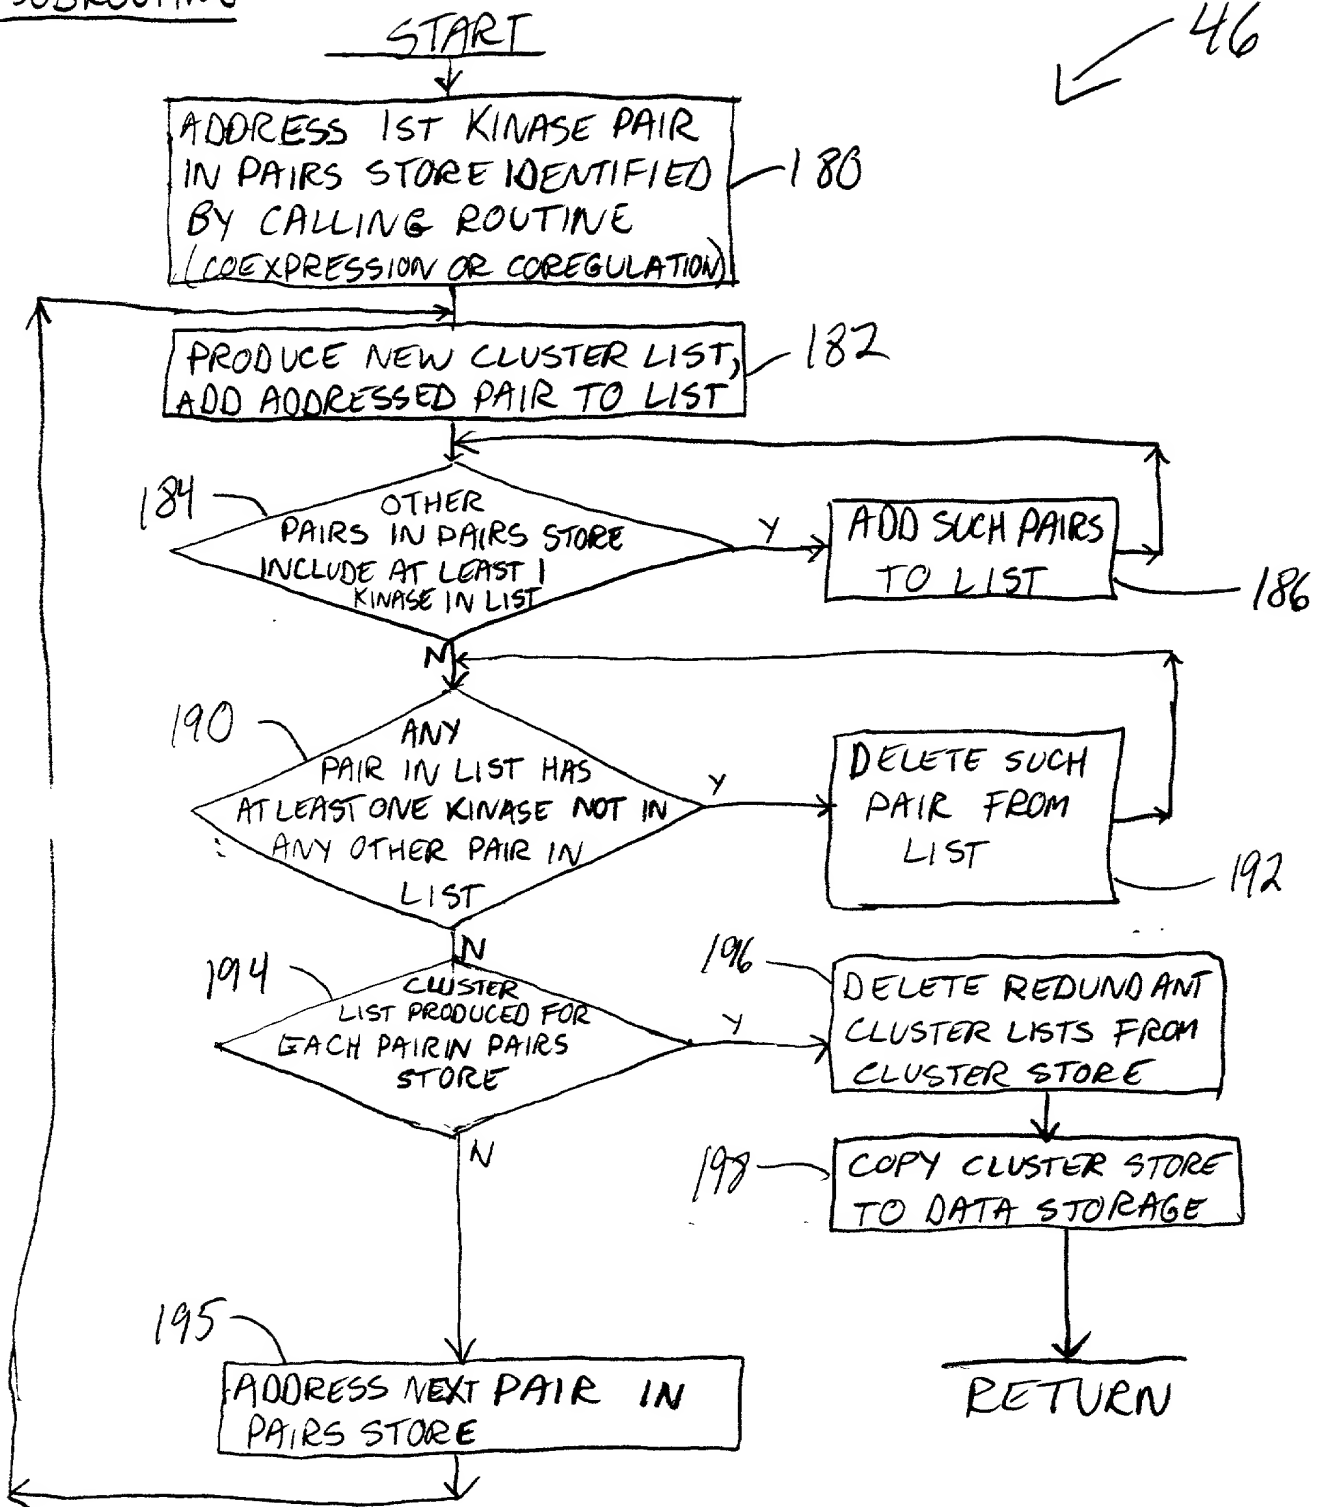 SUBROUTINE
START
46
ADDRESS 1ST KINASE PAIR
IN PAIRS STORE IDENTIFIED
BY CALLING ROUTINE
(COEXPRESSION OR COREGULATION)
180
PRODUCE NEW CLUSTER LIST,
ADD ADDRESSED PAIR TO LIST
182
184
OTHER
PAIRS IN PAIRS STORE
INCLUDE AT LEAST 1
KINASE IN LIST
Y
ADD SUCH PAIRS
TO LIST
186
N
190
ANY
PAIR IN LIST HAS
AT LEAST ONE KINASE NOT IN
ANY OTHER PAIR IN
LIST
Y
DELETE SUCH
PAIR FROM
LIST
192
N
194
CLUSTER
LIST PRODUCED FOR
EACH PAIR IN PAIRS
STORE
Y
196
DELETE REDUNDANT
CLUSTER LISTS FROM
CLUSTER STORE
N
198
COPY CLUSTER STORE
TO DATA STORAGE
195
ADDRESS NEXT PAIR IN
PAIRS STORE
RETURN